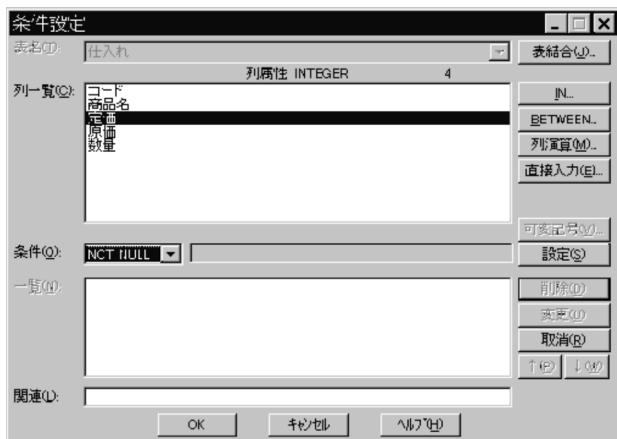 条件設定
表名(T): 仕入れ 表結合(J)...
列属性 INTEGER 4
列一覧(C):
コード
商品名
定価
原価
数量
IN...
BETWEEN...
列演算(M)...
直接入力(E)...
可変記号(V)...
条件(O): NOT NULL 設定(S)
一覧(N): 削除(D)
変更(U)
取消(R)
↑(P) ↓(W)
関連(L):
OK キャンセル ヘルプ(H)